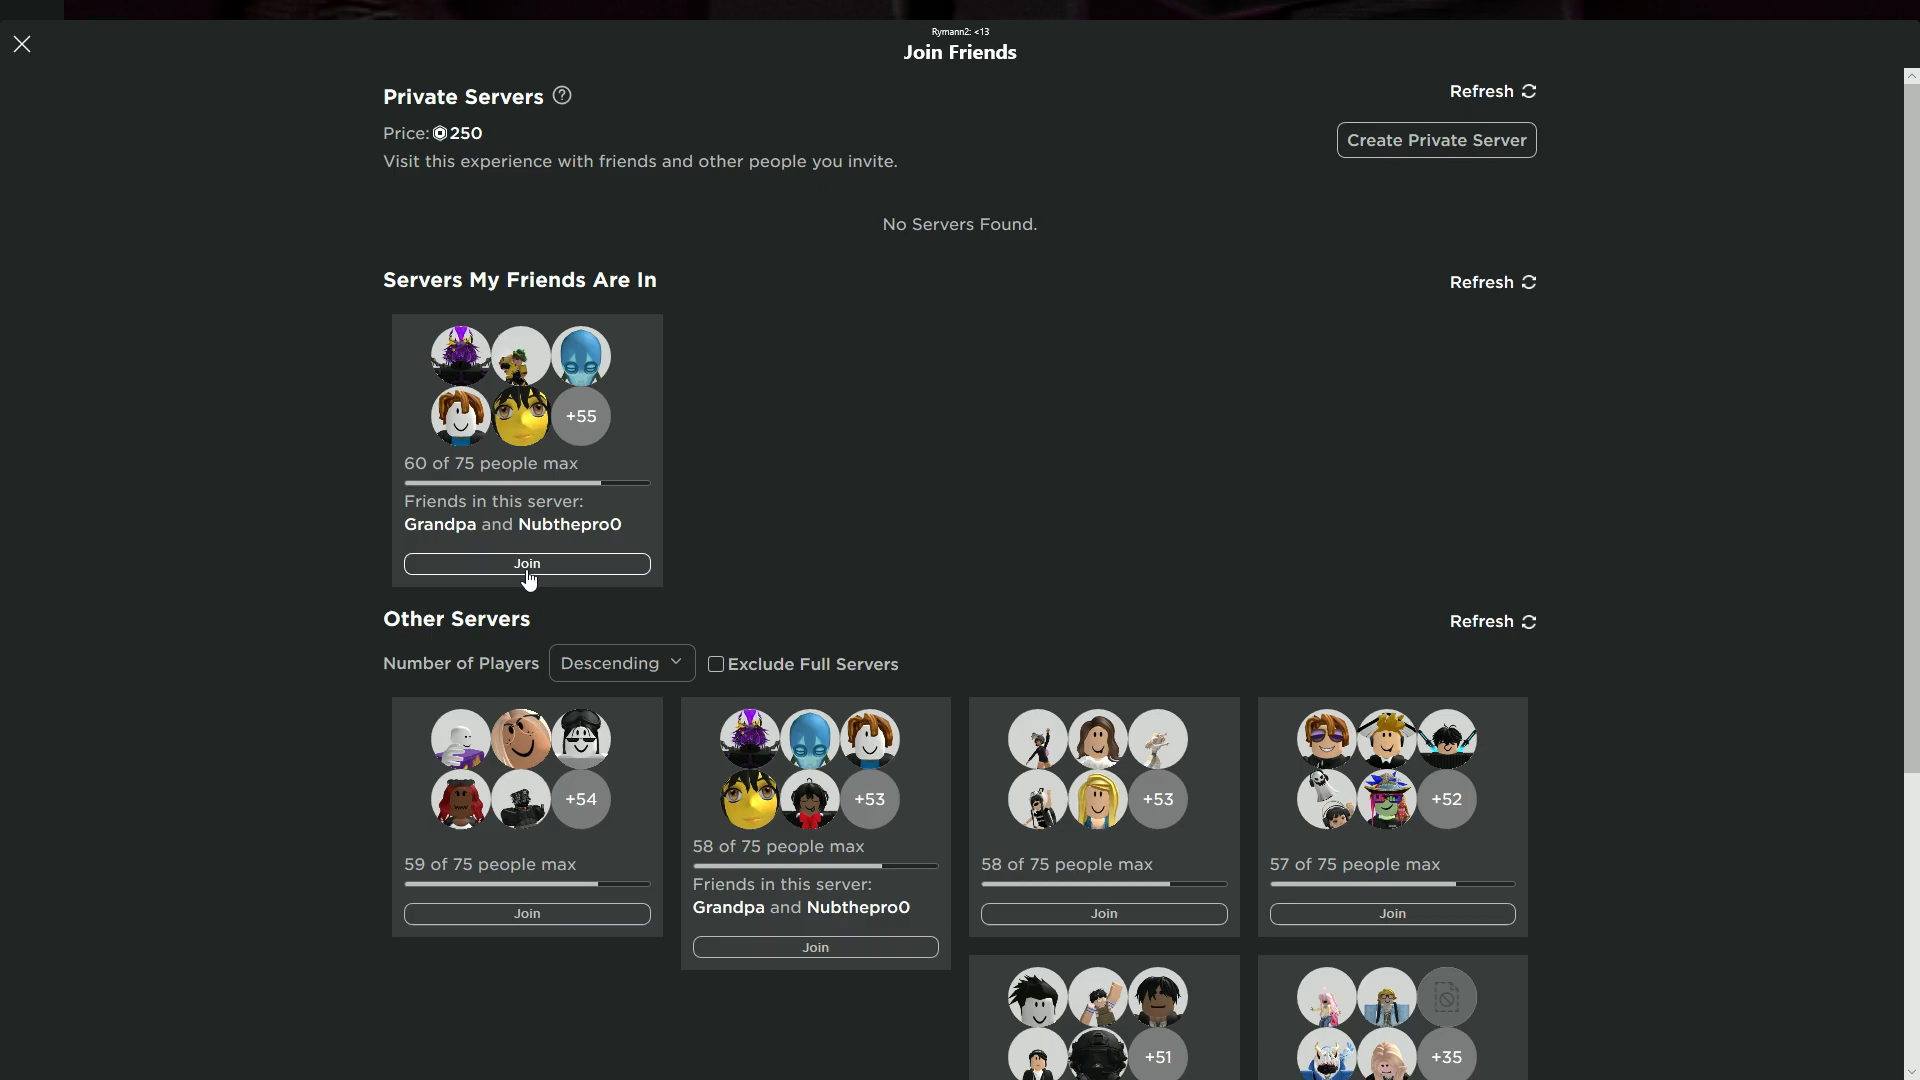 Rymann2: <13
Join Friends
Private Servers
Refresh
Price: 250
Create Private Server
Visit this experience with friends and other people you invite.
No Servers Found.
Servers My Friends Are In
Refresh
+55
60 of 75 people max
Friends in this server:
Grandpa and Nubthepro0
Join
Other Servers
Refresh
Number of Players
Descending
Exclude Full Servers
+54
59 of 75 people max
Join
+53
58 of 75 people max
Friends in this server:
Grandpa and Nubthepro0
Join
+53
58 of 75 people max
Join
+52
57 of 75 people max
Join
+51
+35